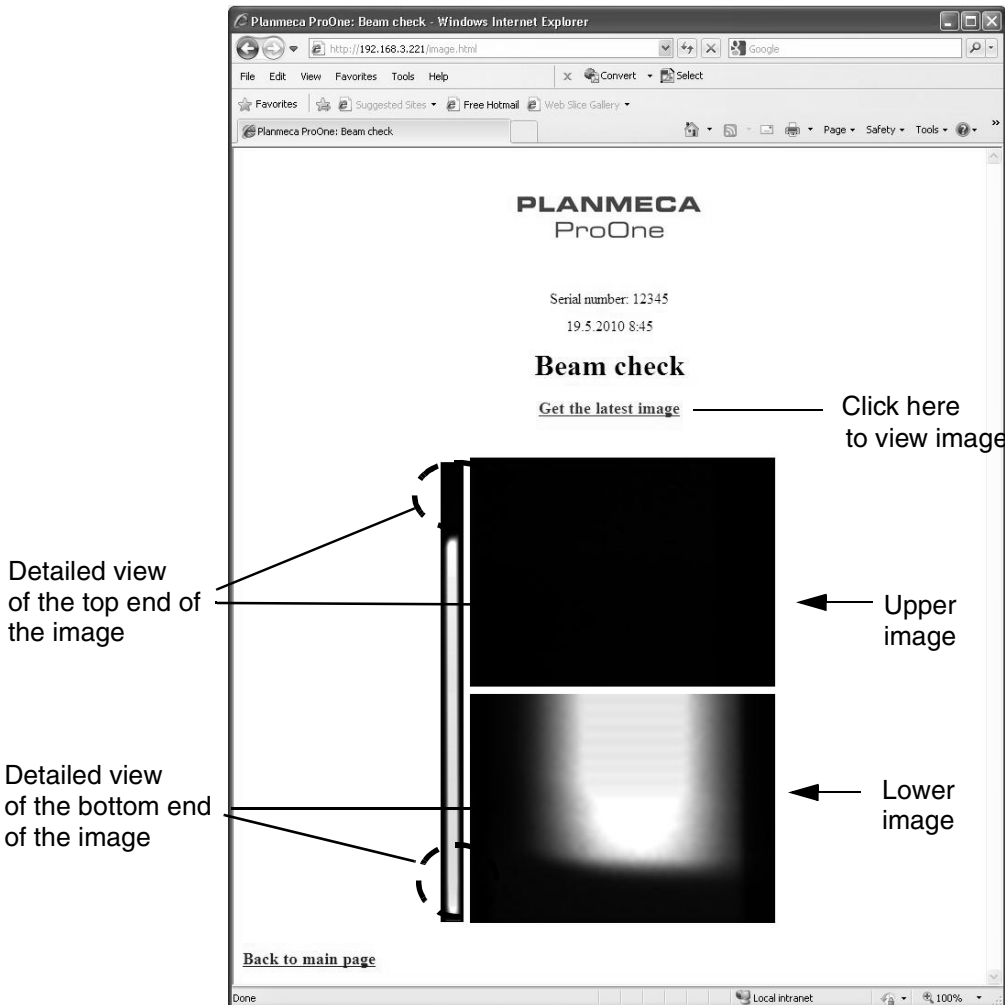 Planmeca ProOne: Beam check - Windows Internet Explorer
http://192.168.3.221/image.html
Google
File Edit View Favorites Tools Help
x Convert Select
Favorites Suggested Sites Free Hotmail Web Slice Gallery
Planmeca ProOne: Beam check
Page Safety Tools »
PLANMECA
ProOne
Serial number: 12345
19.5.2010 8:45
Beam check
Get the latest image
Click here
to view image
Detailed view
of the top end of
the image
Upper
image
Detailed view
of the bottom end
of the image
Lower
image
Back to main page
Done
Local intranet
100%